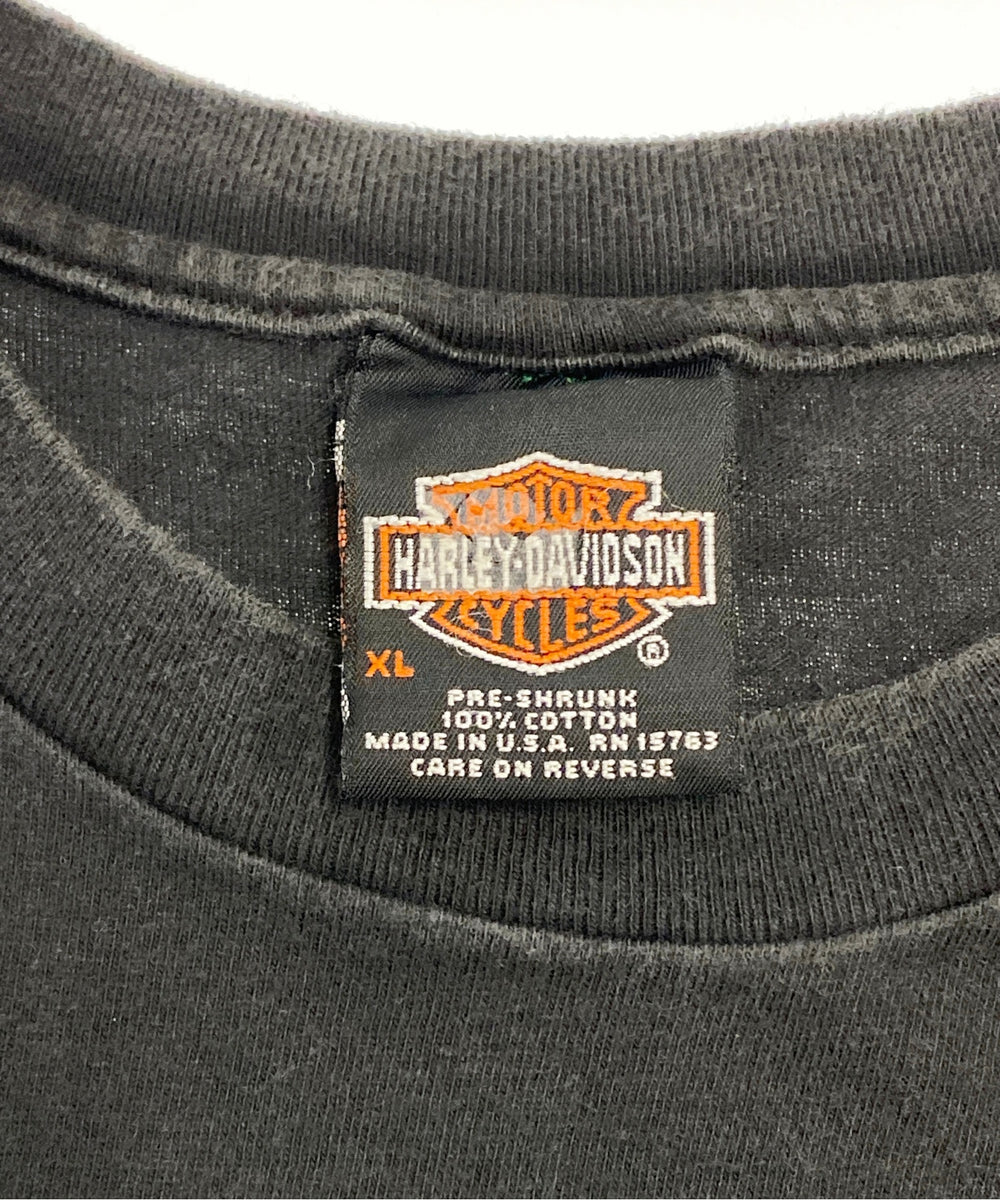 MOTOR
HARLEY-DAVIDSON
CYCLES
®
XL
PRE-SHRUNK
100% COTTON
MADE IN U.S.A. RN 15763
CARE ON REVERSE